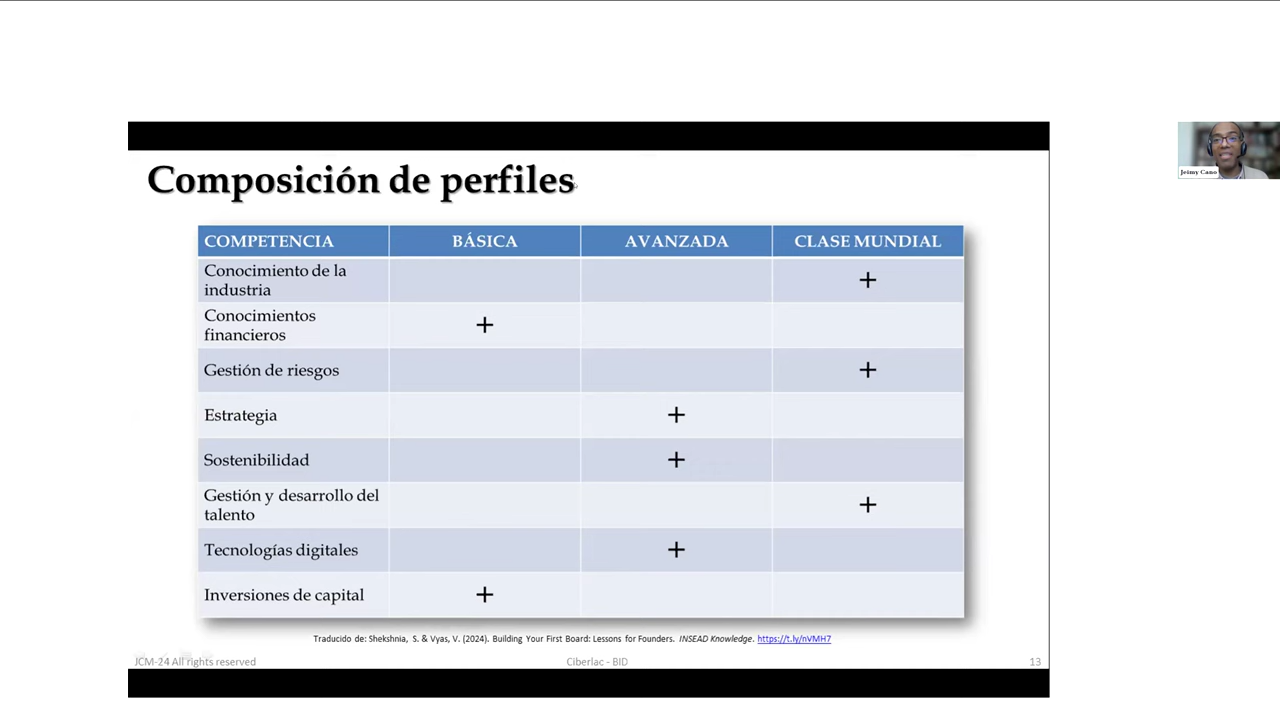 Composición de perfiles
COMPETENCIA BÁSICA AVANZADA CLASE MUNDIAL
Conocimiento de la
industria +
Conocimientos
financieros +
Gestión de riesgos +
Estrategia +
Sostenibilidad +
Gestión y desarrollo del
talento +
Tecnologías digitales +
Inversiones de capital +
Traducido de: Shekshnia, S. & Vyas, V. (2024). Building Your First Board: Lessons for Founders. INSEAD Knowledge. https://t.ly/nVMH7
JCM-24 All rights reserved Ciberlac - BID 13
Jeimy Cano